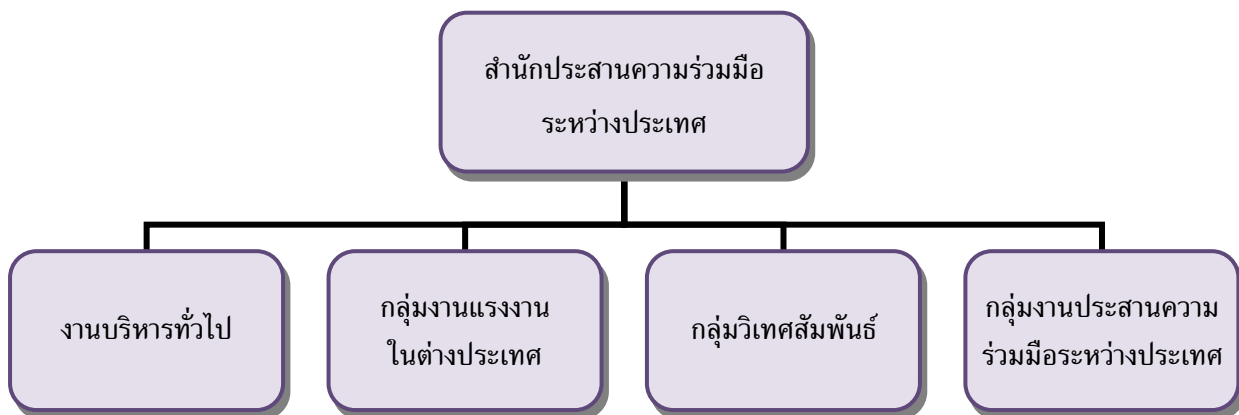 สำนักประสานความร่วมมือ
ระหว่างประเทศ
งานบริหารทั่วไป
กลุ่มงานแรงงาน
ในต่างประเทศ
กลุ่มวิเทศสัมพันธ์
กลุ่มงานประสานความ
ร่วมมือระหว่างประเทศ